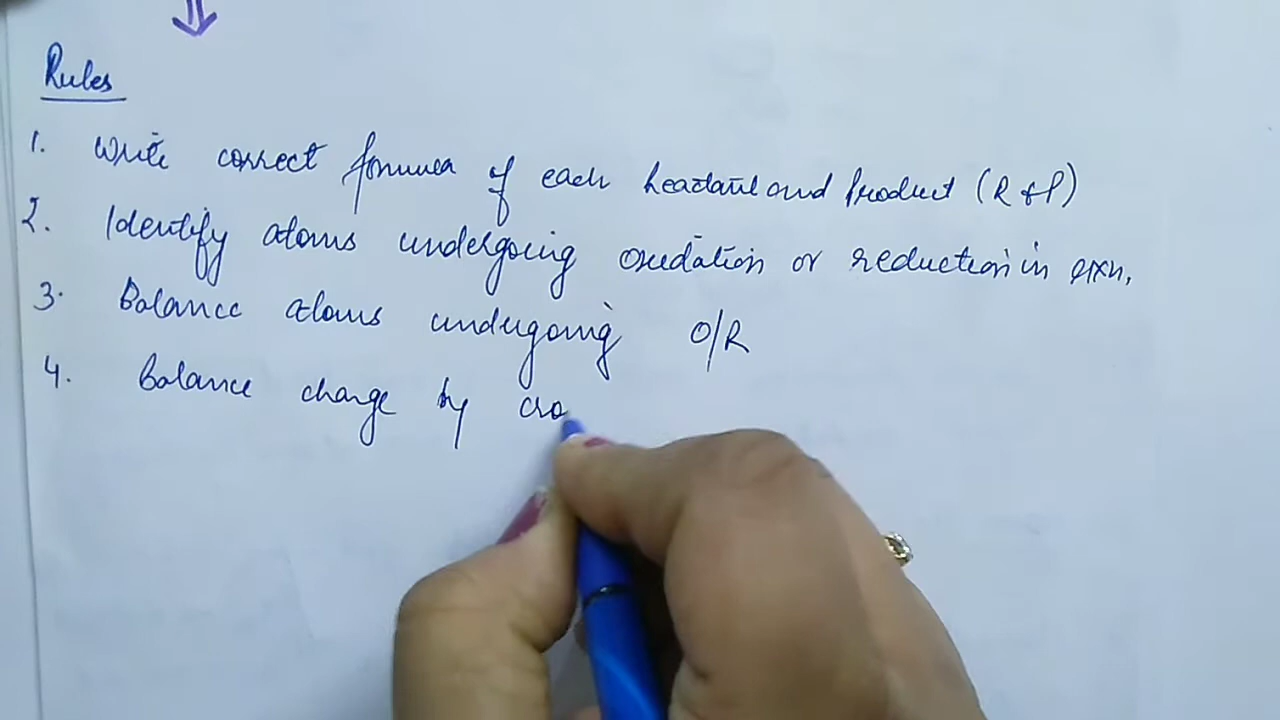 Rules
1. Write correct formula of each Reactant and Product (R & P)
2. Identify atoms undergoing oxidation or reduction in rxn.
3. Balance atoms undergoing O/R
4. Balance charge by cro